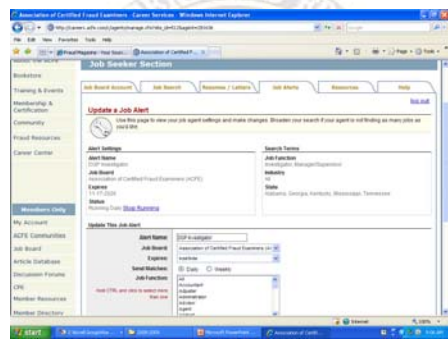 Association of Certified Fraud Examiners - Career Services - Windows Internet Explorer
File Edit View Favorites Tools Help
Job Seeker Section
Job Board Account
Job Search
Resumes / Letters
Job Alerts
Resources
Help
Log out
Bookstore
Training & Events
Membership & Certification
Community
Fraud Resources
Career Center
Members Only
My Account
ACFE Communities
Job Board
Article Database
Discussion Forums
CPE
Member Resources
Member Directory
Update a Job Alert
Use this page to view your job agent settings and make changes. Broaden your search if your agent is not finding as many jobs as you'd like.
Alert Settings
Alert Name
Job Board
Association of Certified Fraud Examiners (ACFE)
Expires
Status
Running Daily Stop Running
Search Terms
Job Function
Investigator, Manager/Supervisor
Industry
All
State
Alabama, Georgia, Kentucky, Mississippi, Tennessee
Update This Job Alert
Alert Name:
Job Board:
Expires:
Send Matches: Daily Weekly
Job Function:
Hold CTRL and click to select more than one
All
Accountant
Adjuster
Administrator
Advisor
Agent
start
Internet